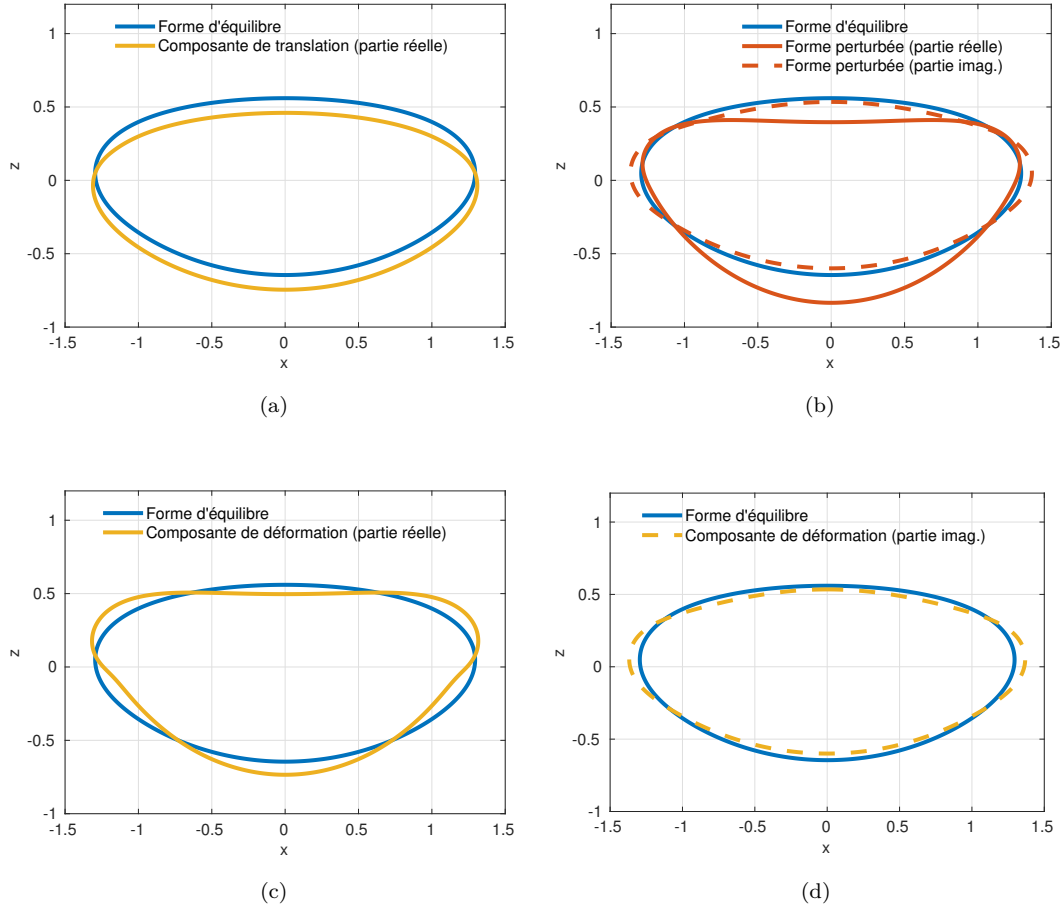 Forme d'équilibre
Composante de translation (partie réelle)
1
0.5
0
-0.5
-1
z
-1.5
-1
-0.5
0
0.5
1
1.5
x
(a)
Forme d'équilibre
Forme perturbée (partie réelle)
Forme perturbée (partie imag.)
1
0.5
0
-0.5
-1
z
-1.5
-1
-0.5
0
0.5
1
1.5
x
(b)
Forme d'équilibre
Composante de déformation (partie réelle)
1
0.5
0
-0.5
-1
z
-1.5
-1
-0.5
0
0.5
1
1.5
x
(c)
Forme d'équilibre
Composante de déformation (partie imag.)
1
0.5
0
-0.5
-1
z
-1.5
-1
-0.5
0
0.5
1
1.5
x
(d)